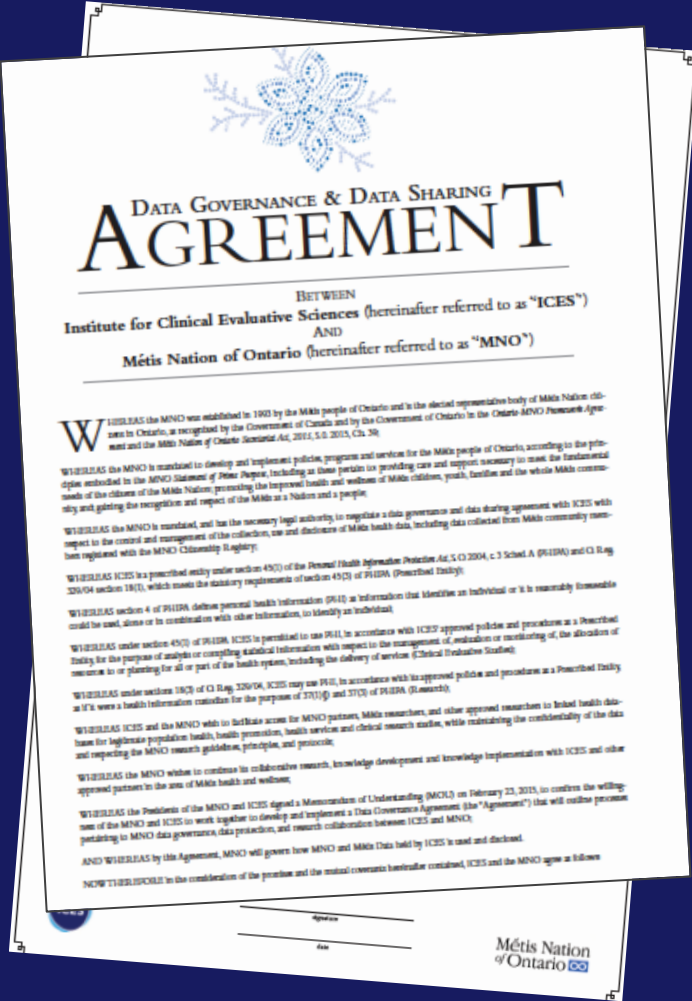 DATA GOVERNANCE & DATA SHARING
AGREEMENT
BETWEEN
Institute for Clinical Evaluative Sciences (hereinafter referred to as "ICES")
AND
Métis Nation of Ontario (hereinafter referred to as "MNO")
WHEREAS the MNO was established in 1993 by the Métis people of Ontario and is the elected representative body of Métis Nation citi-
zens in Ontario, as recognized by the Government of Canada and by the Government of Ontario in the Ontario-MNO Framework Agree-
ment and the Métis Nation of Ontario Secretariat Act, 2015, S.O. 2015, Ch. 39;
WHEREAS the MNO is mandated to develop and implement policies, programs and services for the Métis people of Ontario, according to the prin-
ciples embodied in the MNO Statement of Prime Purpose, including as these pertain to: providing care and support necessary to meet the fundamental
needs of the citizens of the Métis Nation; promoting the improved health and wellness of Métis children, youth, families and the whole Métis commu-
nity, and; gaining the recognition and respect of the Métis as a Nation and a people;
WHEREAS the MNO is mandated, and has the necessary legal authority, to negotiate a data governance and data sharing agreement with ICES with
respect to the control and management of the collection, use and disclosure of Métis health data, including data collected from Métis community mem-
bers registered with the MNO Citizenship Registry;
WHEREAS ICES is a prescribed entity under section 45(1) of the Personal Health Information Protection Act, S.O. 2004, c. 3 Sched. A (PHIPA) and O. Reg.
329/04 section 18(1), which meets the statutory requirements of section 45(3) of PHIPA (Prescribed Entity);
WHEREAS section 4 of PHIPA defines personal health information (PHI) as information that identifies an individual or it is reasonably foreseeable
could be used, alone or in combination with other information, to identify an individual;
WHEREAS under section 45(1) of PHIPA ICES is permitted to use PHI, in accordance with ICES' approved policies and procedures as a Prescribed
Entity, for the purpose of analysis or compiling statistical information with respect to the management of, evaluation or monitoring of, the allocation of
resources to or planning for all or part of the health system, including the delivery of services (Clinical Evaluative Studies);
WHEREAS under sections 18(3) of O. Reg. 329/04, ICES may use PHI, in accordance with its approved policies and procedures as a Prescribed Entity,
as if it were a health information custodian for the purposes of 37(1)(j) and 37(3) of PHIPA (Research);
WHEREAS ICES and the MNO wish to facilitate access for MNO partners, Métis researchers, and other approved researchers to linked health data-
bases for legitimate population health, health promotion, health services and clinical research studies, while maintaining the confidentiality of the data
and respecting the MNO research guidelines, principles, and protocols;
WHEREAS the MNO wishes to continue its collaborative research, knowledge development and knowledge implementation with ICES and other
approved partners in the area of Métis health and wellness;
WHEREAS the Presidents of the MNO and ICES signed a Memorandum of Understanding (MOU) on February 23, 2015, to confirm the willing-
ness of the MNO and ICES to work together to develop and implement a Data Governance Agreement (the "Agreement") that will outline processes
pertaining to MNO data governance, data protection, and research collaboration between ICES and MNO;
AND WHEREAS by this Agreement, MNO will govern how MNO and Métis Data held by ICES is used and disclosed.
NOW THEREFORE in the consideration of the promises and the mutual covenants hereinafter contained, ICES and the MNO agree as follows
signature
date
Métis Nation
of Ontario